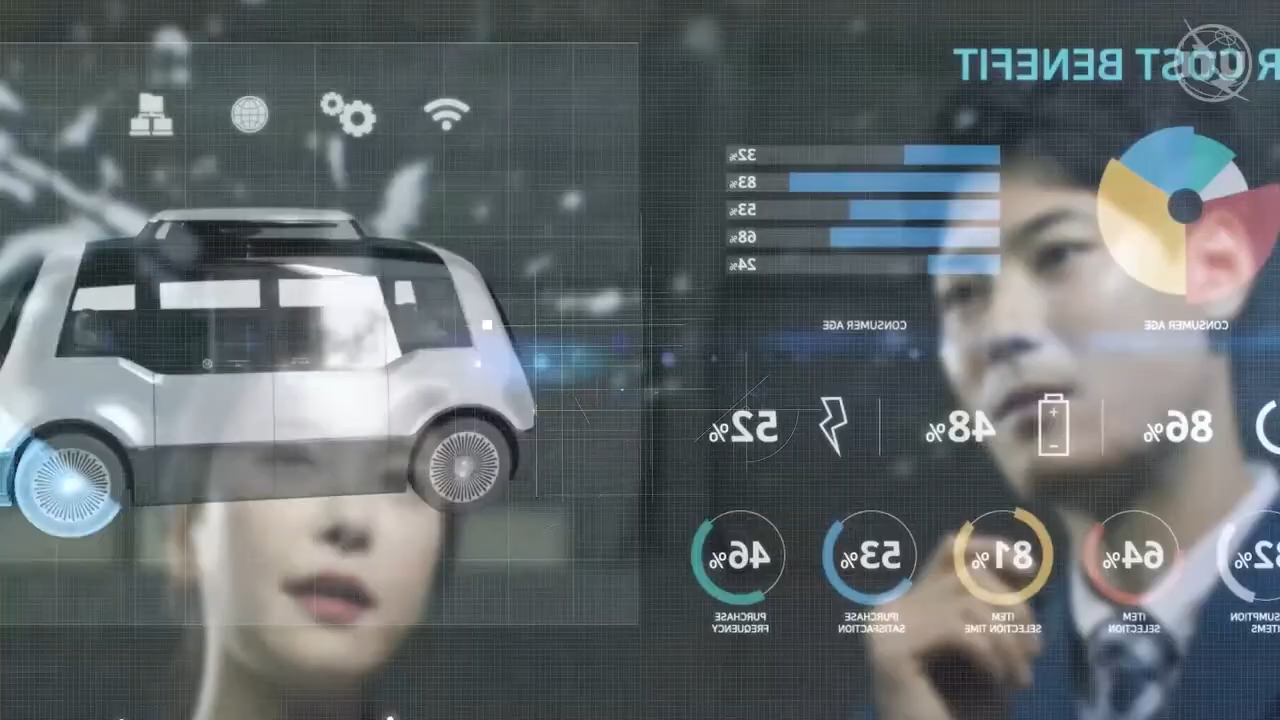 R COST BENEFIT
32%
83%
53%
68%
24%
CONSUMER AGE
CONSUMER AGE
52%
48%
86%
46%
53%
81%
64%
PURCHASE
FREQUENCY
PURCHASE
SATISFACTION
ITEM
SELECTION TIME
ITEM
SELECTION
ITEMS